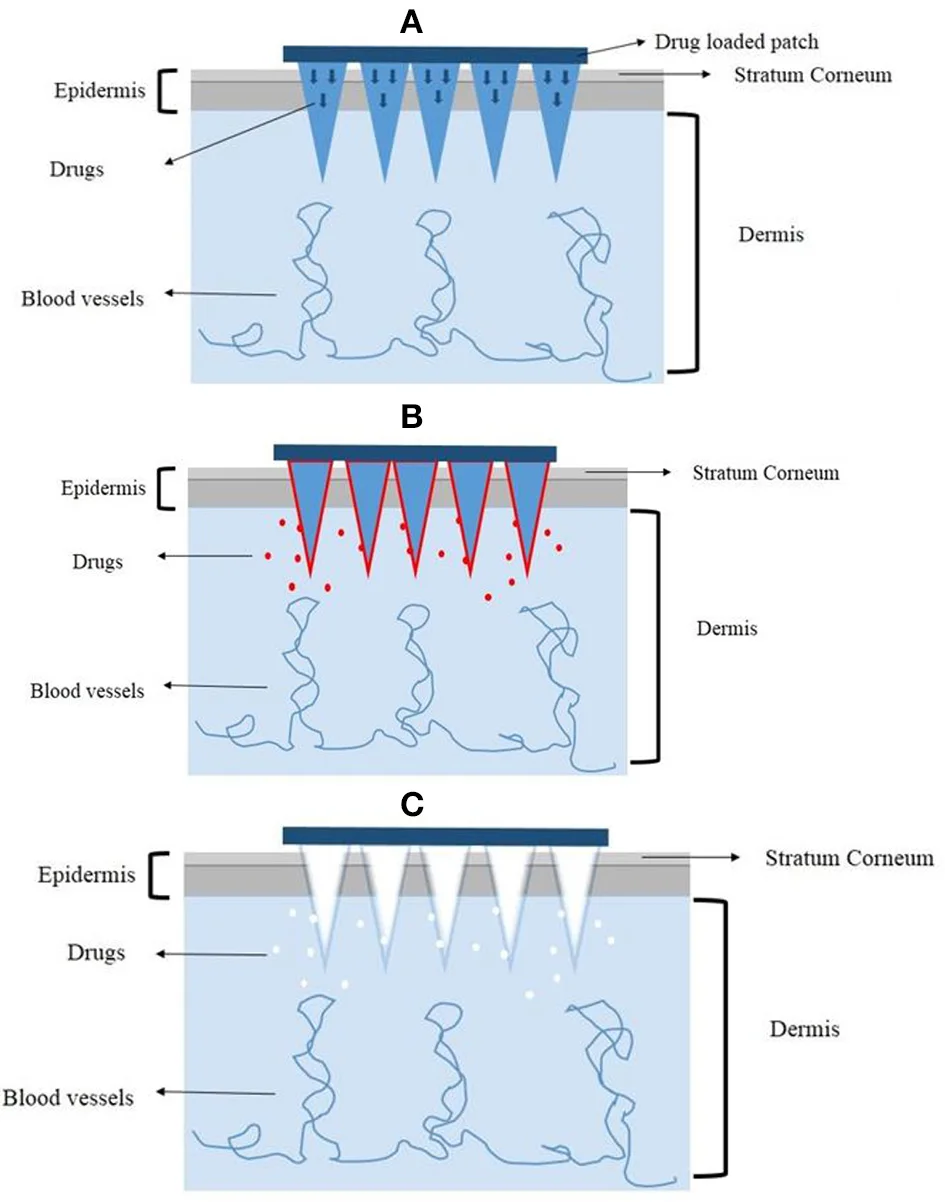 A
Drug loaded patch
Stratum Corneum
Epidermis
Drugs
Dermis
Blood vessels
B
Stratum Corneum
Epidermis
Drugs
Dermis
Blood vessels
C
Stratum Corneum
Epidermis
Drugs
Dermis
Blood vessels